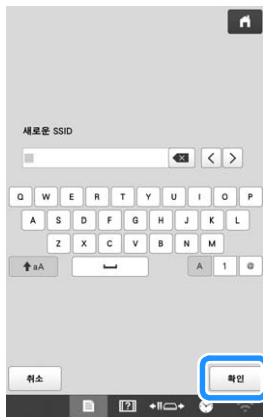 새로운 SSID
Q W E R T Y U I O P
A S D F G H J K L
Z X C V B N M
aA A 1 @
취소 확인
[?]